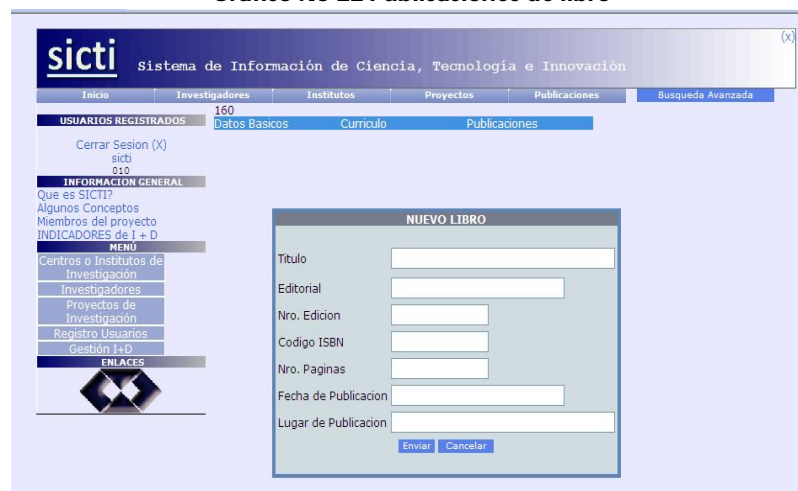 Grafico No 22 Publicaciones de libro
(x)
sicti Sistema de Información de Ciencia, Tecnología e Innovación
Inicio Investigadores Institutos Proyectos Publicaciones Busqueda Avanzada
160
USUARIOS REGISTRADOS Datos Basicos Curriculo Publicaciones
Cerrar Sesion (X)
sicti
010
INFORMACION GENERAL
Que es SICTI?
Algunos Conceptos
Miembros del proyecto
INDICADORES de I + D
MENÚ
Centros o Institutos de
Investigación
Investigadores
Proyectos de
Investigación
Registro Usuarios
Gestión I+D
ENLACES
NUEVO LIBRO
Titulo
Editorial
Nro. Edicion
Codigo ISBN
Nro. Paginas
Fecha de Publicacion
Lugar de Publicacion
Enviar Cancelar